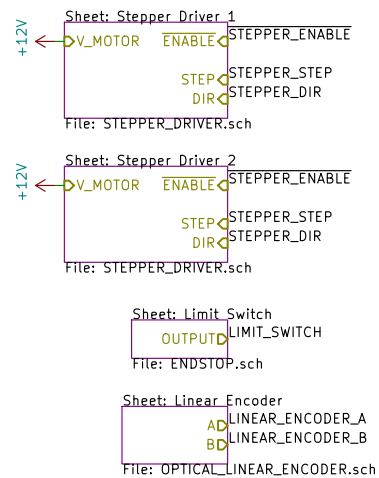 Sheet: Stepper Driver 1
+12V
V_MOTOR ENABLE STEPPER_ENABLE
STEP STEPPER_STEP
DIR STEPPER_DIR
File: STEPPER_DRIVER.sch
Sheet: Stepper Driver 2
+12V
V_MOTOR ENABLE STEPPER_ENABLE
STEP STEPPER_STEP
DIR STEPPER_DIR
File: STEPPER_DRIVER.sch
Sheet: Limit Switch
OUTPUT LIMIT_SWITCH
File: ENDSTOP.sch
Sheet: Linear Encoder
A LINEAR_ENCODER_A
B LINEAR_ENCODER_B
File: OPTICAL_LINEAR_ENCODER.sch